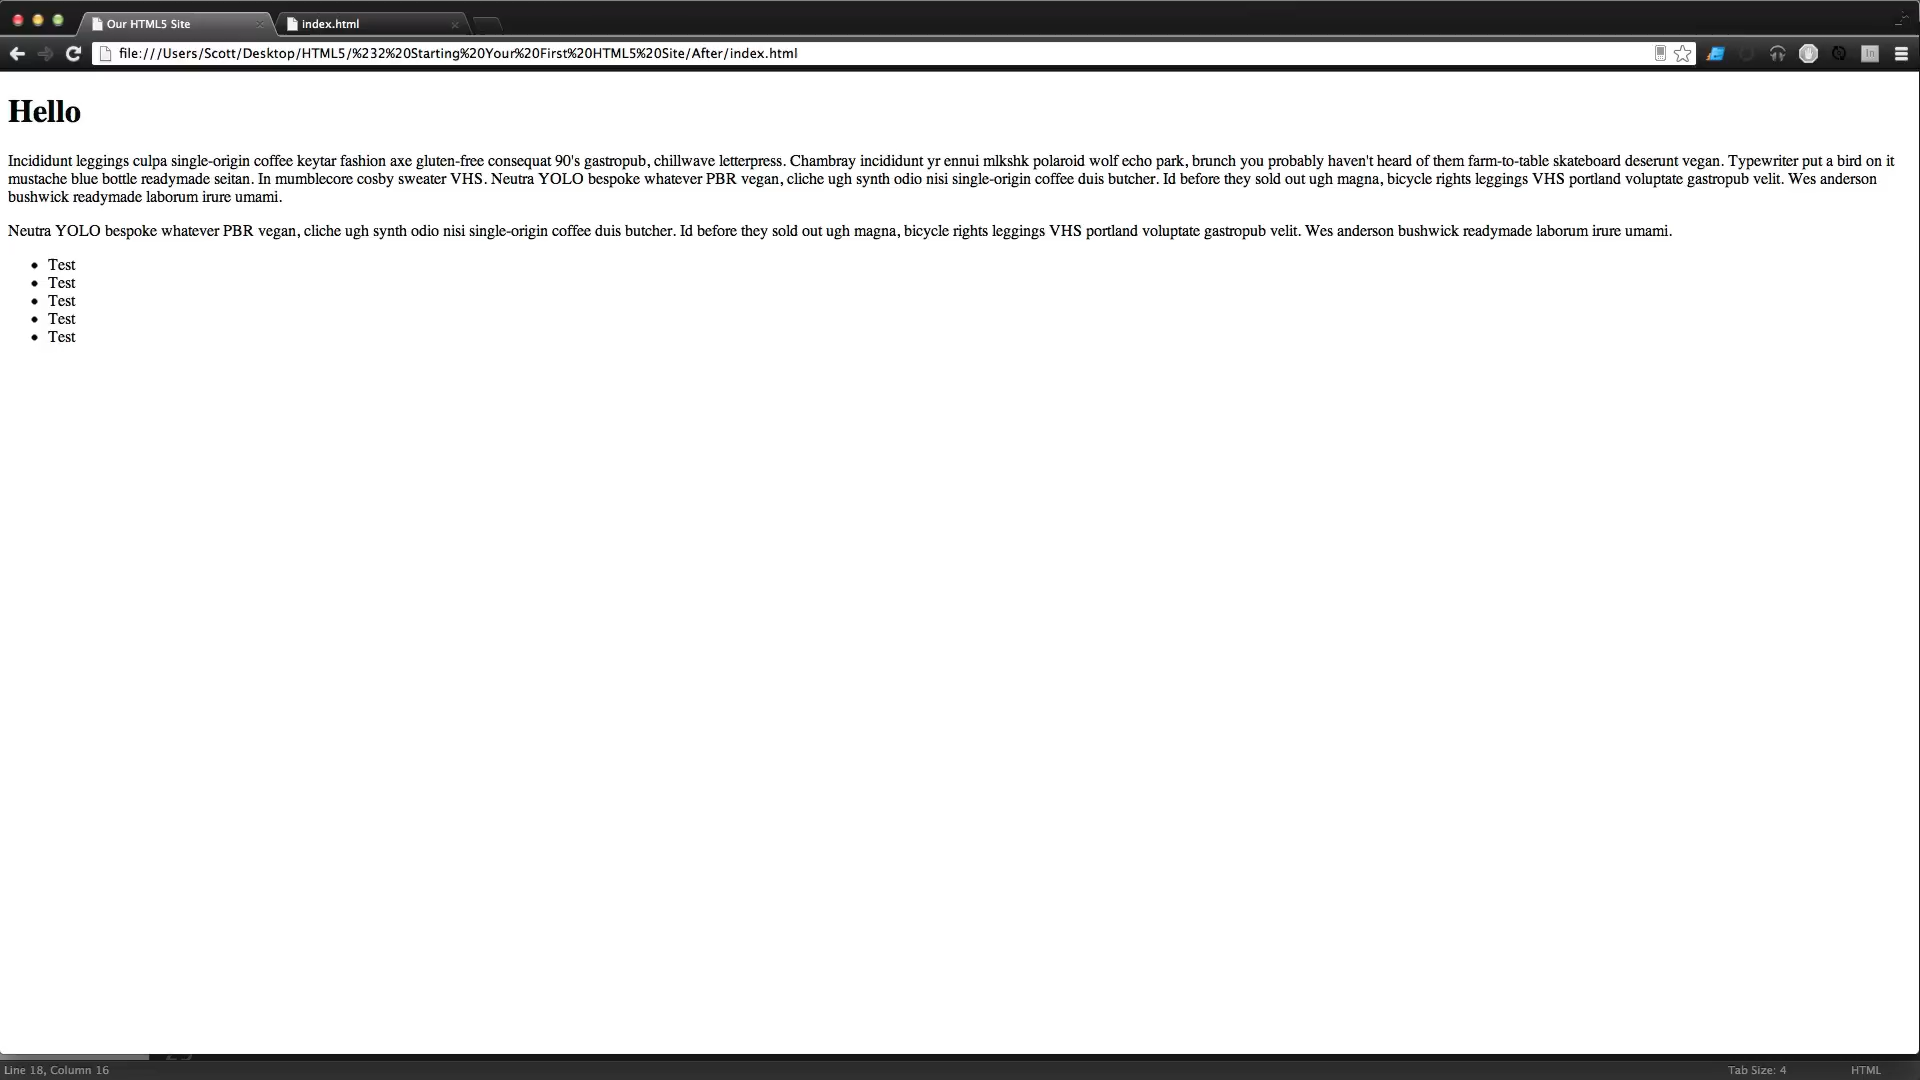 Our HTML5 Site
index.html
file:///Users/Scott/Desktop/HTML5/%232%20Starting%20Your%20First%20HTML5%20Site/After/index.html
Hello
Incididunt leggings culpa single-origin coffee keytar fashion axe gluten-free consequat 90's gastropub, chillwave letterpress. Chambray incididunt yr ennui mlkshk polaroid wolf echo park, brunch you probably haven't heard of them farm-to-table skateboard deserunt vegan. Typewriter put a bird on it
mustache blue bottle readymade seitan. In mumblecore cosby sweater VHS. Neutra YOLO bespoke whatever PBR vegan, cliche ugh synth odio nisi single-origin coffee duis butcher. Id before they sold out ugh magna, bicycle rights leggings VHS portland voluptate gastropub velit. Wes anderson
bushwick readymade laborum irure umami.
Neutra YOLO bespoke whatever PBR vegan, cliche ugh synth odio nisi single-origin coffee duis butcher. Id before they sold out ugh magna, bicycle rights leggings VHS portland voluptate gastropub velit. Wes anderson bushwick readymade laborum irure umami.
Test
Test
Test
Test
Test
Line 18, Column 16
Tab Size: 4
HTML